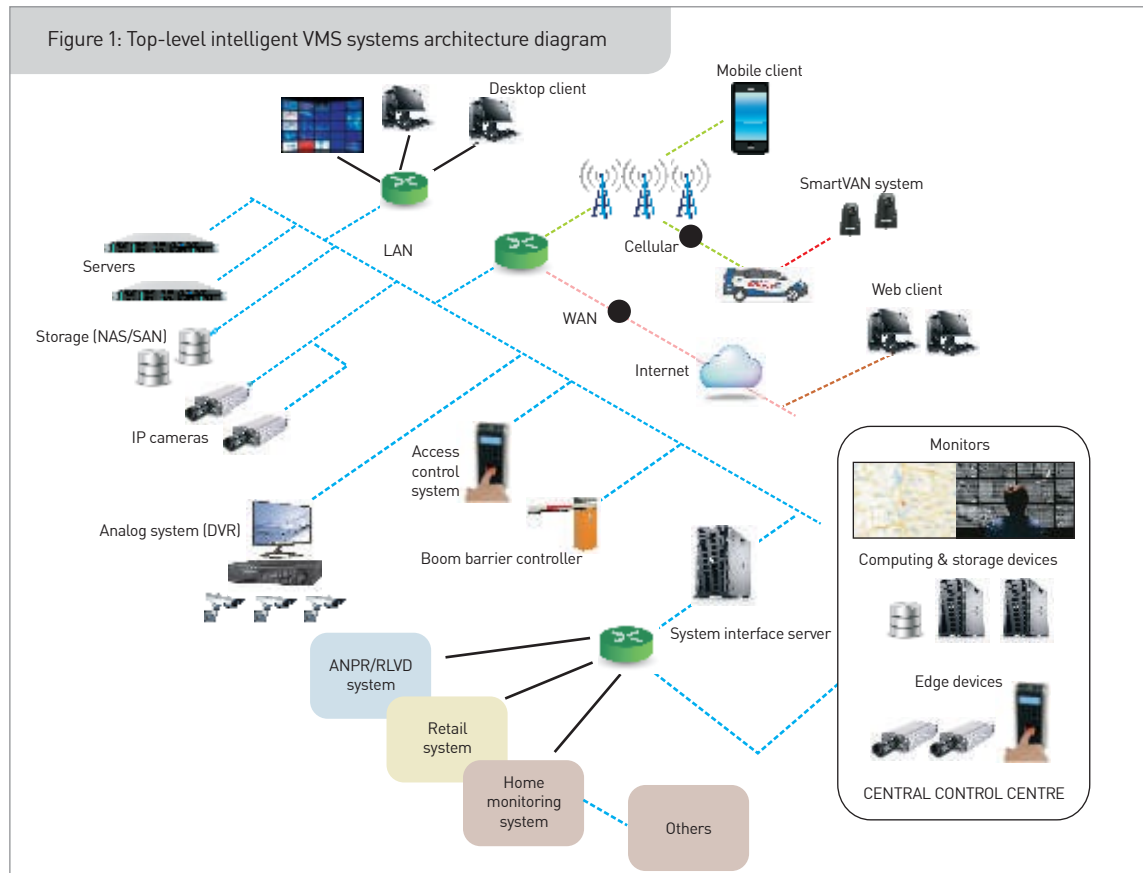 Figure 1: Top-level intelligent VMS systems architecture diagram
Mobile client
Desktop client
SmartVAN system
LAN
Cellular
Servers
Web client
WAN
Storage (NAS/SAN)
Internet
IP cameras
Monitors
Access
control
system
Analog system (DVR)
Boom barrier controller
Computing & storage devices
System interface server
ANPR/RLVD
system
Edge devices
Retail
system
Home
monitoring
system
CENTRAL CONTROL CENTRE
Others